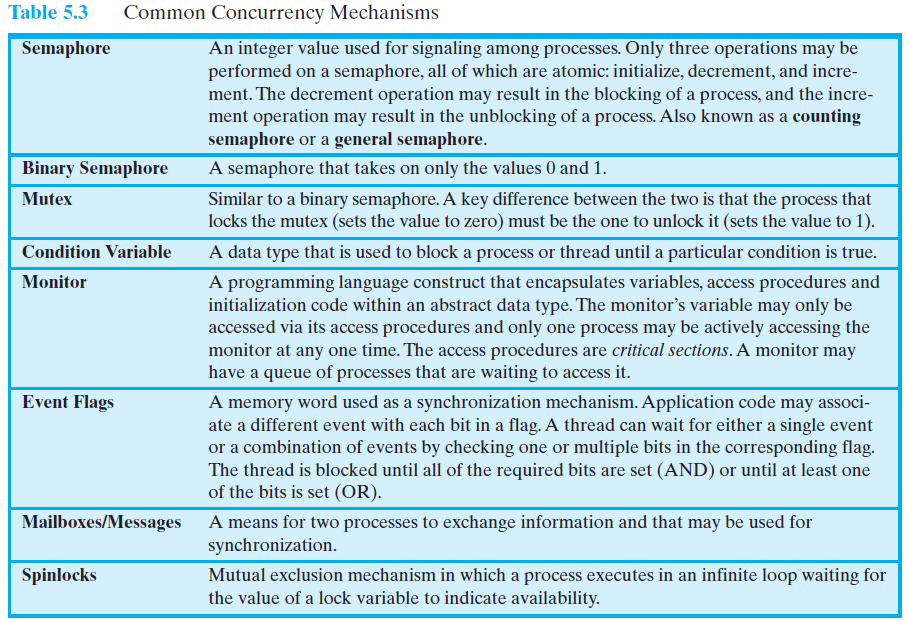 Table 5.3 Common Concurrency Mechanisms
Semaphore An integer value used for signaling among processes. Only three operations may be
performed on a semaphore, all of which are atomic: initialize, decrement, and incre-
ment. The decrement operation may result in the blocking of a process, and the incre-
ment operation may result in the unblocking of a process. Also known as a counting
semaphore or a general semaphore.
Binary Semaphore A semaphore that takes on only the values 0 and 1.
Mutex Similar to a binary semaphore. A key difference between the two is that the process that
locks the mutex (sets the value to zero) must be the one to unlock it (sets the value to 1).
Condition Variable A data type that is used to block a process or thread until a particular condition is true.
Monitor A programming language construct that encapsulates variables, access procedures and
initialization code within an abstract data type. The monitor's variable may only be
accessed via its access procedures and only one process may be actively accessing the
monitor at any one time. The access procedures are critical sections. A monitor may
have a queue of processes that are waiting to access it.
Event Flags A memory word used as a synchronization mechanism. Application code may associ-
ate a different event with each bit in a flag. A thread can wait for either a single event
or a combination of events by checking one or multiple bits in the corresponding flag.
The thread is blocked until all of the required bits are set (AND) or until at least one
of the bits is set (OR).
Mailboxes/Messages A means for two processes to exchange information and that may be used for
synchronization.
Spinlocks Mutual exclusion mechanism in which a process executes in an infinite loop waiting for
the value of a lock variable to indicate availability.